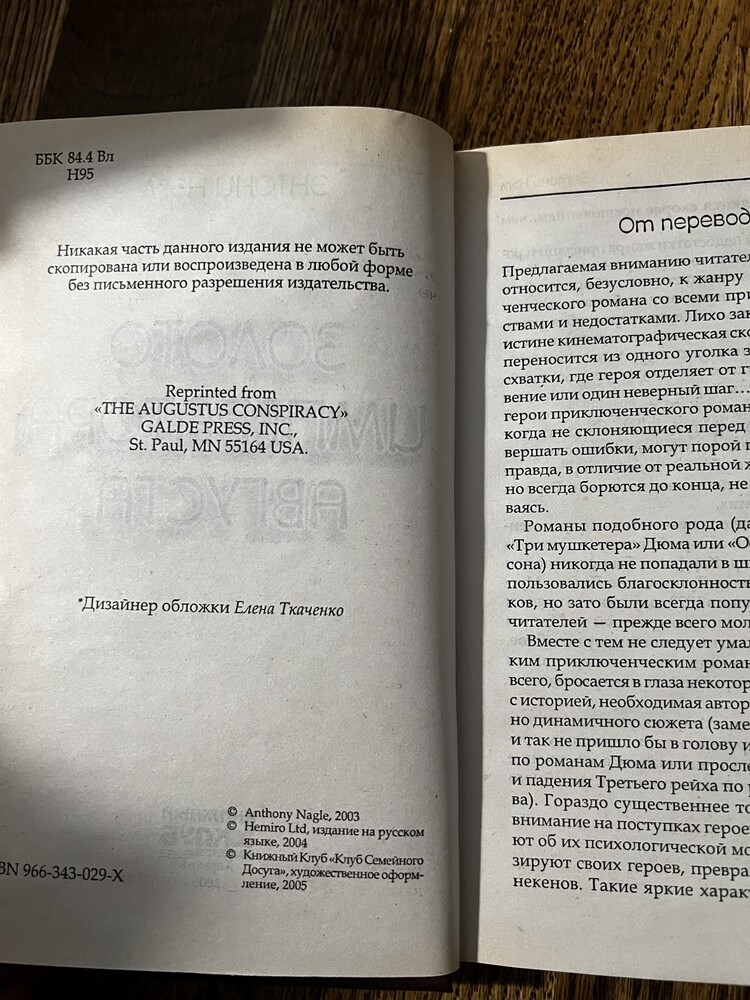 ББК 84.4 Вл
Н95
Никакая часть данного издания не может быть
скопирована или воспроизведена в любой форме
без письменного разрешения издательства.
Reprinted from
«THE AUGUSTUS CONSPIRACY»
GALDE PRESS, INC.,
St. Paul, MN 55164 USA.
Дизайнер обложки Елена Ткаченко
© Anthony Nagle, 2003
© Hemiro Ltd, издание на русском
языке, 2004
© Книжный Клуб «Клуб Семейного
Досуга», художественное оформ-
ление, 2005
BN 966-343-029-X
От перевод
Предлагаемая вниманию читател
относится, безусловно, к жанру
ченческого романа со всеми при
ствами и недостатками. Лихо зак
истине кинематографическая ско
переносится из одного уголка з
схватки, где героя отделяет от г
вение или один неверный шаг...
герои приключенческого роман
когда не склоняющиеся перед
вершать ошибки, могут порой п
правда, в отличие от реальной ж
но всегда борются до конца, не
ваясь.
Романы подобного рода (да
«Три мушкетера» Дюма или «Ос
сона) никогда не попадали в ш
пользовались благосклонность
ков, но зато были всегда попу
читателей — прежде всего мол
Вместе с тем не следует умал
ким приключенческим роман
всего, бросается в глаза некотор
с историей, необходимая автор
но динамичного сюжета (заме
и так не пришло бы в голову и
по романам Дюма или просле
и падения Третьего рейха по р
ва). Гораздо существеннее то
внимание на поступках герое
ют об их психологической мо
зируют своих героев, превра
некенов. Такие яркие характ